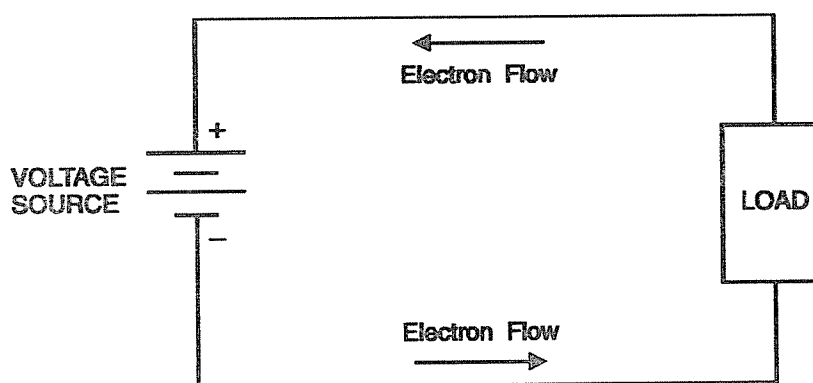 Electron Flow
+
VOLTAGE
SOURCE
LOAD
−
Electron Flow